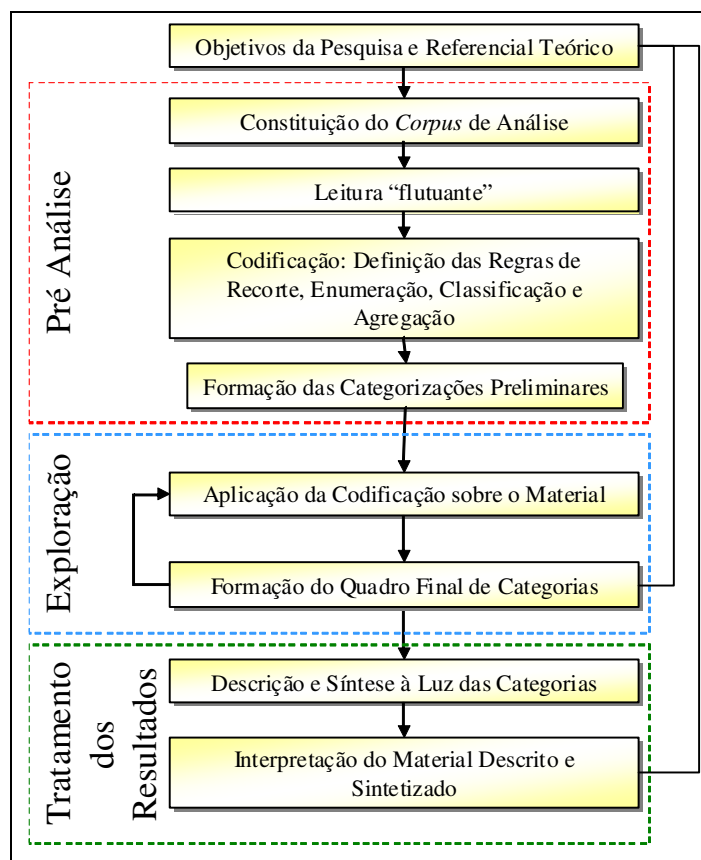 Objetivos da Pesquisa e Referencial Teórico
Pré Análise
Constituição do Corpus de Análise
Leitura “flutuante”
Codificação: Definição das Regras de
Recorte, Enumeração, Classificação e
Agregação
Formação das Categorizações Preliminares
Exploração
Aplicação da Codificação sobre o Material
Formação do Quadro Final de Categorias
Tratamento
dos
Resultados
Descrição e Síntese à Luz das Categorias
Interpretação do Material Descrito e
Sintetizado